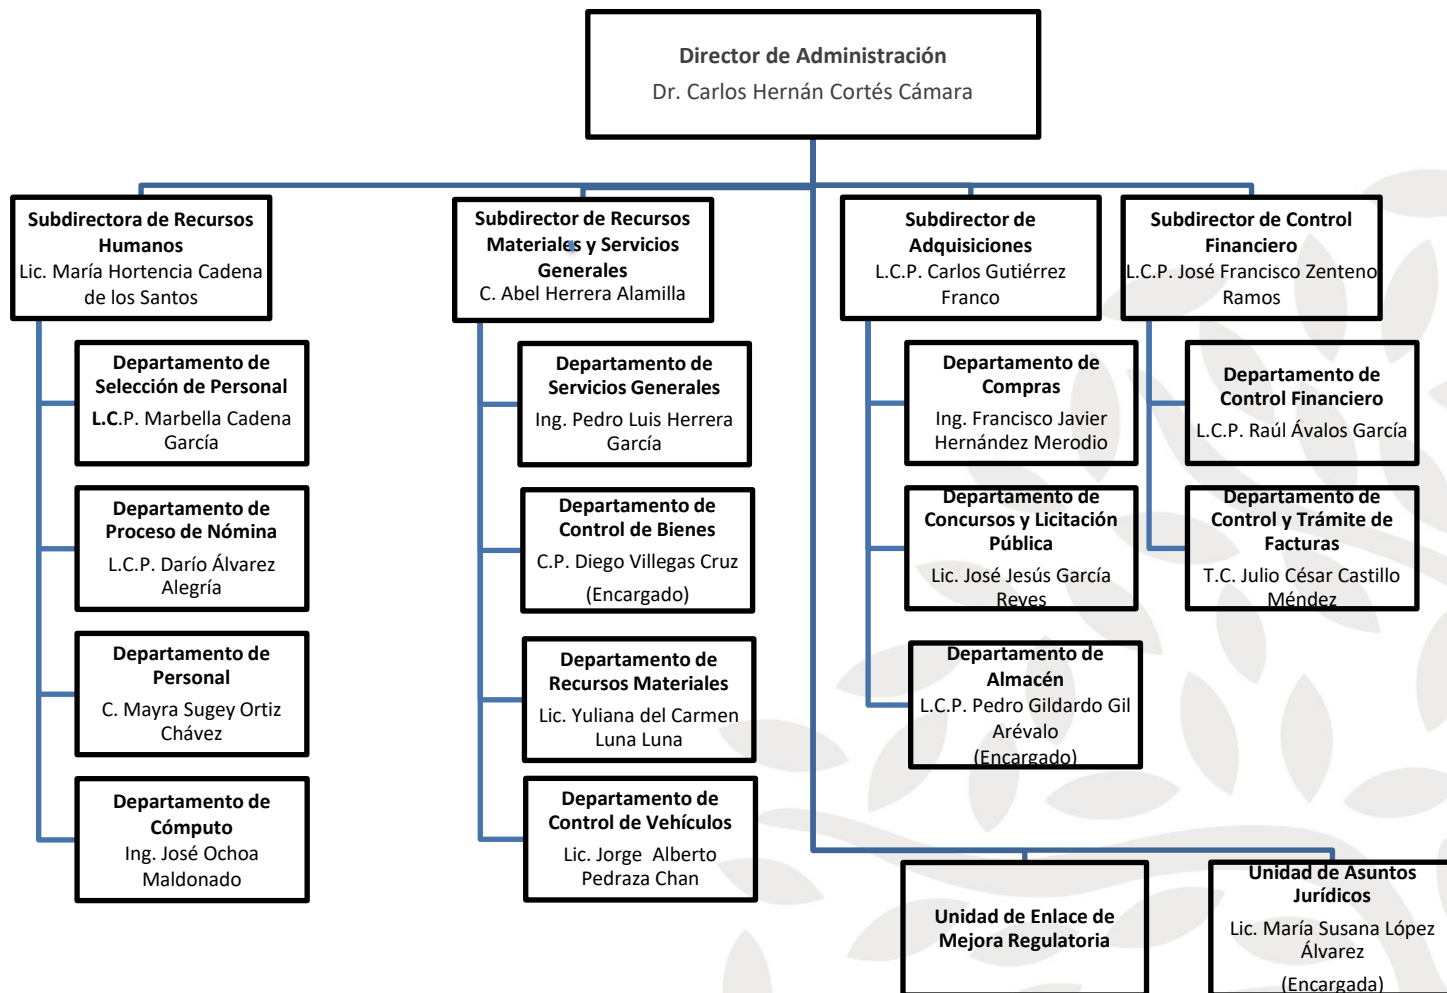 Director de Administración
Dr. Carlos Hernán Cortés Cámara
Subdirectora de Recursos
Humanos
Lic. María Hortencia Cadena
de los Santos
Subdirector de Recursos
Materiales y Servicios
Generales
C. Abel Herrera Alamilla
Subdirector de
Adquisiciones
L.C.P. Carlos Gutiérrez
Franco
Subdirector de Control
Financiero
L.C.P. José Francisco Zenteno
Ramos
Departamento de
Selección de Personal
L.C.P. Marbella Cadena
García
Departamento de
Servicios Generales
Ing. Pedro Luis Herrera
García
Departamento de
Compras
Ing. Francisco Javier
Hernández Merodio
Departamento de
Control Financiero
L.C.P. Raúl Ávalos García
Departamento de
Proceso de Nómina
L.C.P. Darío Álvarez
Alegría
Departamento de
Control de Bienes
C.P. Diego Villegas Cruz
(Encargado)
Departamento de
Concursos y Licitación
Pública
Lic. José Jesús García
Reyes
Departamento de
Control y Trámite de
Facturas
T.C. Julio César Castillo
Méndez
Departamento de
Personal
C. Mayra Sugey Ortiz
Chávez
Departamento de
Recursos Materiales
Lic. Yuliana del Carmen
Luna Luna
Departamento de
Almacén
L.C.P. Pedro Gildardo Gil
Arévalo
(Encargado)
Departamento de
Cómputo
Ing. José Ochoa
Maldonado
Departamento de
Control de Vehículos
Lic. Jorge Alberto
Pedraza Chan
Unidad de Enlace de
Mejora Regulatoria
Unidad de Asuntos
Jurídicos
Lic. María Susana López
Álvarez
(Encargada)